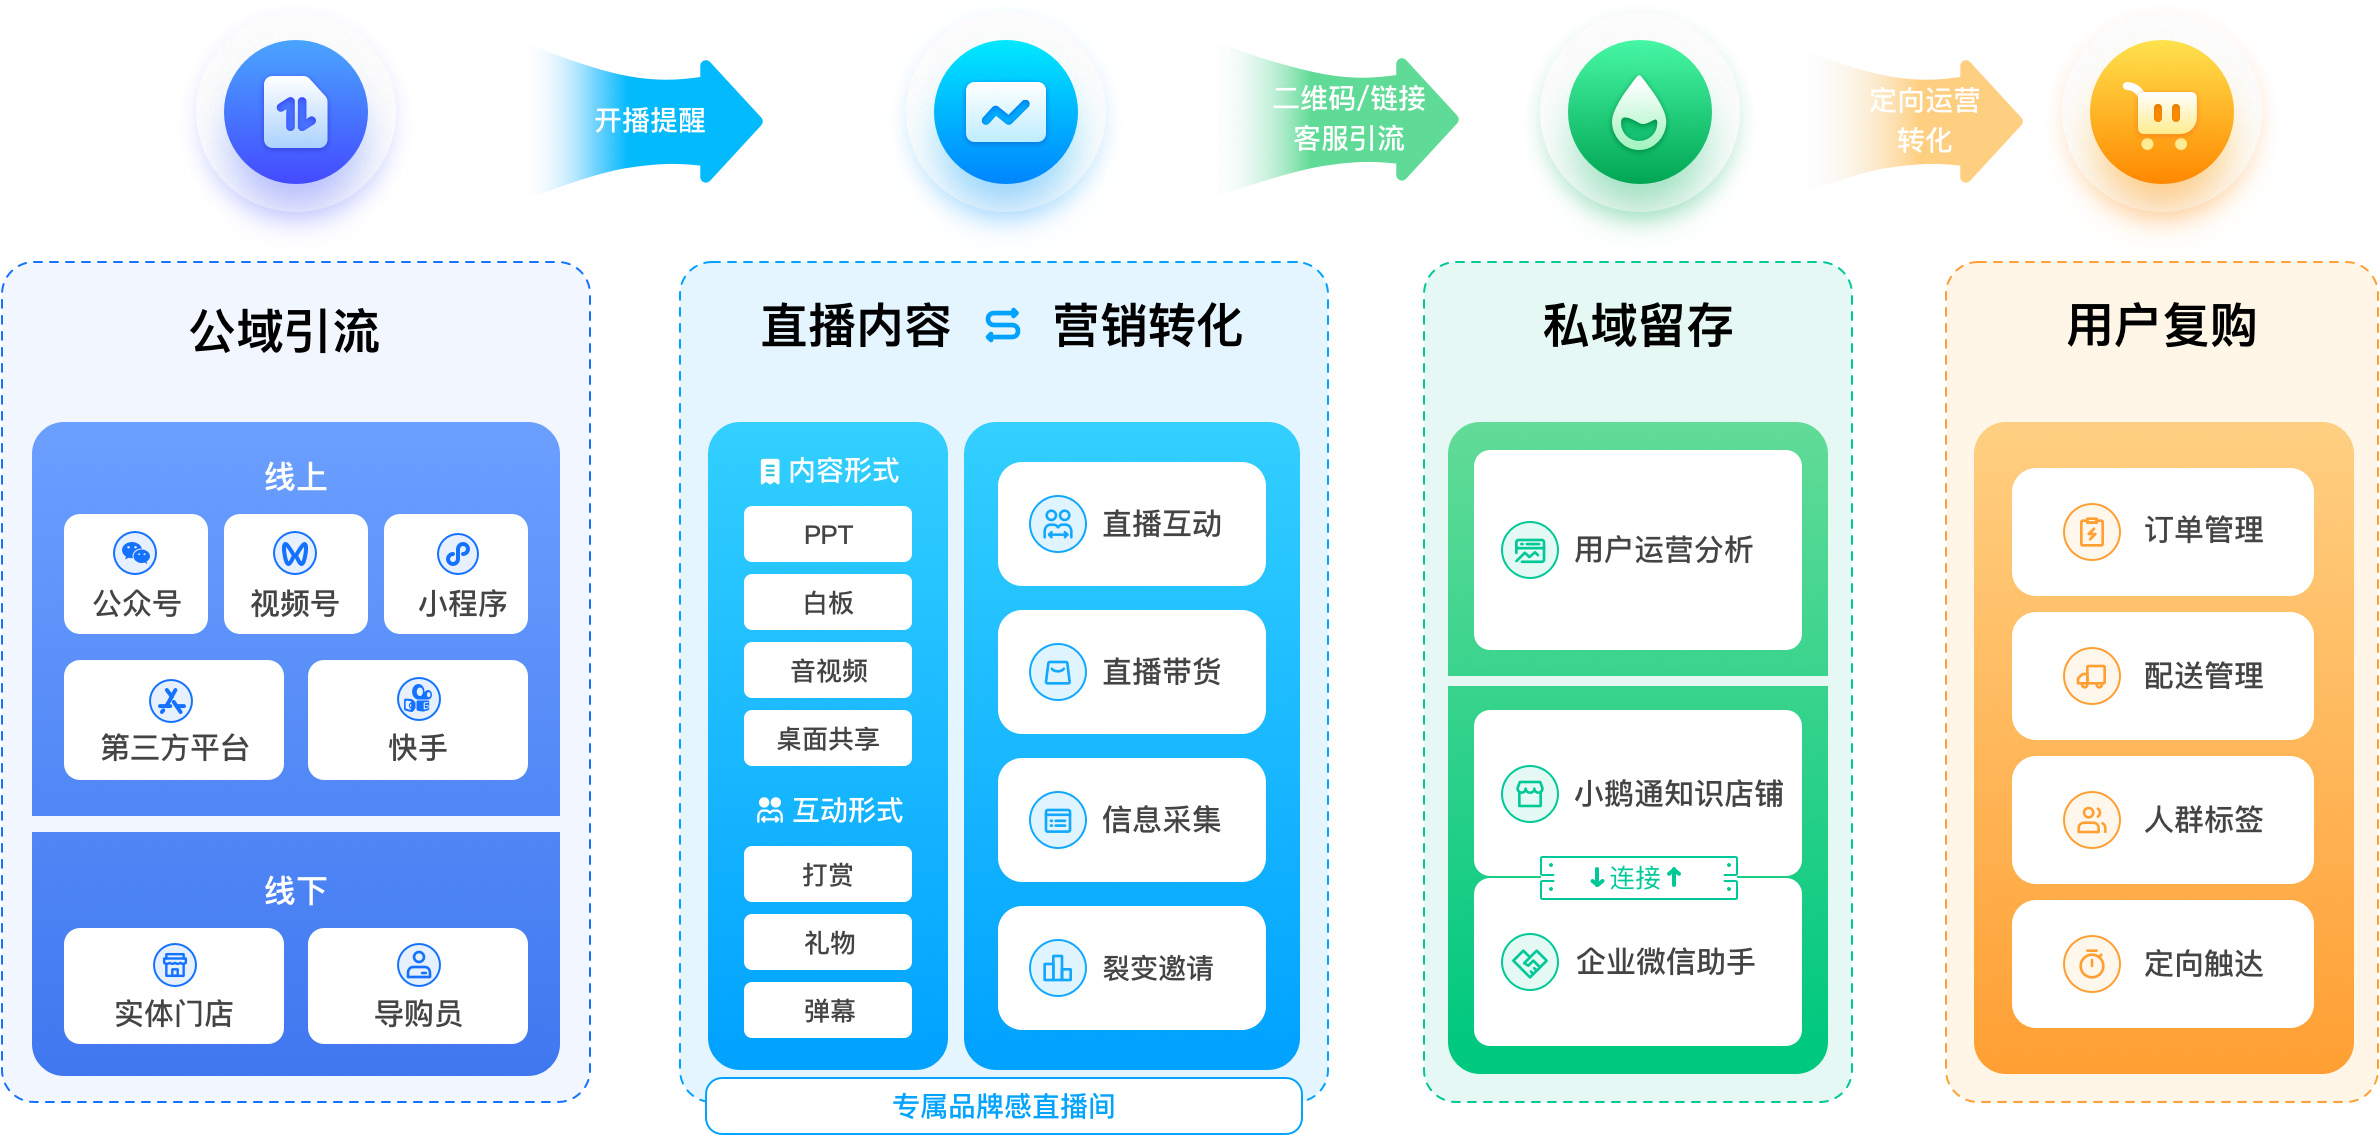 开播提醒
二维码/链接
客服引流
定向运营
转化
公域引流
线上
公众号
视频号
小程序
第三方平台
快手
线下
实体门店
导购员
直播内容
营销转化
内容形式
PPT
白板
音视频
桌面共享
互动形式
打赏
礼物
弹幕
直播互动
直播带货
信息采集
裂变邀请
专属品牌感直播间
私域留存
用户运营分析
小鹅通知识店铺
连接
企业微信助手
用户复购
订单管理
配送管理
人群标签
定向触达